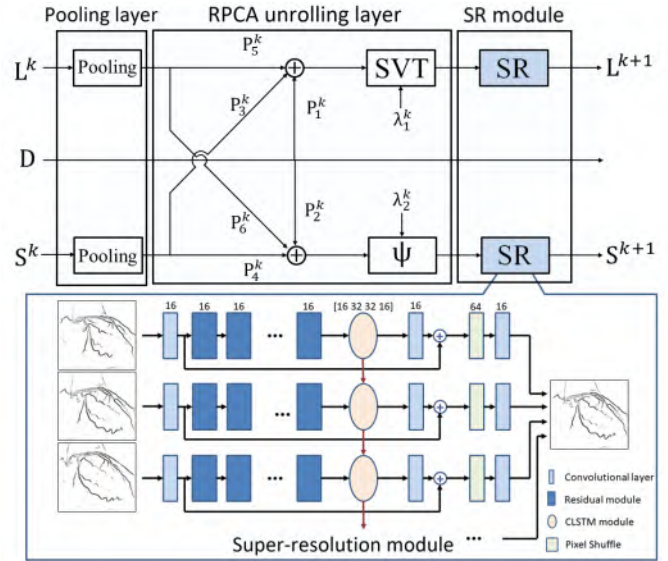 Pooling layer RPCA unrolling layer SR module
L^k Pooling P_5^k SVT SR L^{k+1}
P_3^k P_1^k λ_1^k
D
P_6^k P_2^k λ_2^k
S^k Pooling P_4^k Ψ SR S^{k+1}
16 16 16 16 [16 32 32 16] 16 64 16
...
...
...
Convolutional layer
Residual module
CLSTM module
Pixel Shuffle
Super-resolution module ...